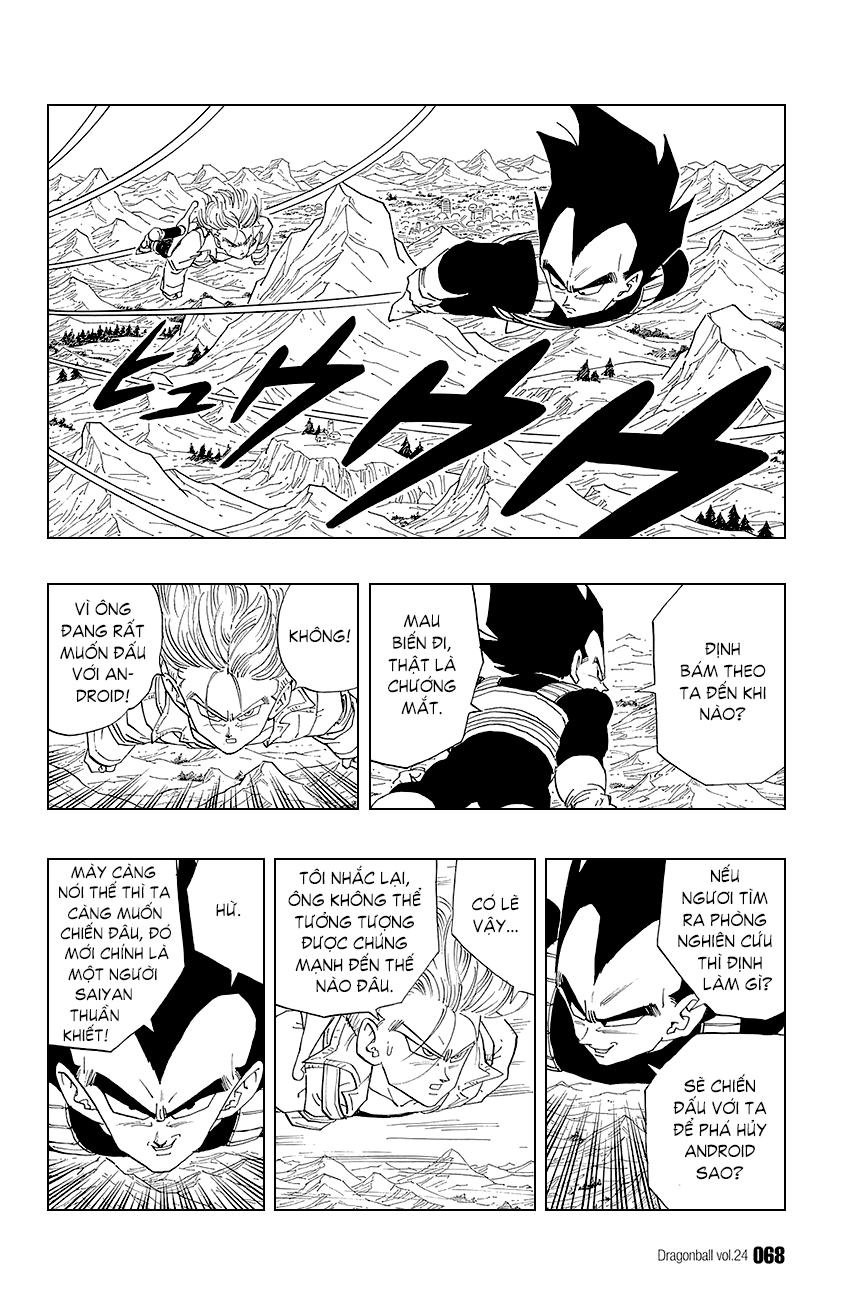 ヒュウウウウ
ĐỊNH
BÁM THEO
TA ĐẾN KHI
NÀO?
MAU
BIẾN ĐI,
THẬT LÀ
CHƯỚNG
MẮT.
KHÔNG!
VÌ ÔNG
ĐANG RẤT
MUỐN ĐẤU
VỚI AN-
DROID!
NẾU
NGƯƠI TÌM
RA PHÒNG
NGHIÊN CỨU
THÌ ĐỊNH
LÀM GÌ?
SẼ CHIẾN
ĐẤU VỚI TA
ĐỂ PHÁ HỦY
ANDROID
SAO?
CÓ LẼ
VẬY...
TÔI NHẮC LẠI,
ÔNG KHÔNG THỂ
TƯỞNG TƯỢNG
ĐƯỢC CHÚNG
MẠNH ĐẾN THẾ
NÀO ĐÂU.
HỪ.
MÀY CÀNG
NÓI THẾ THÌ TA
CÀNG MUỐN
CHIẾN ĐẤU, ĐÓ
MỚI CHÍNH LÀ
MỘT NGƯỜI
SAIYAN
THUẦN
KHIẾT!
Dragonball vol.24 068